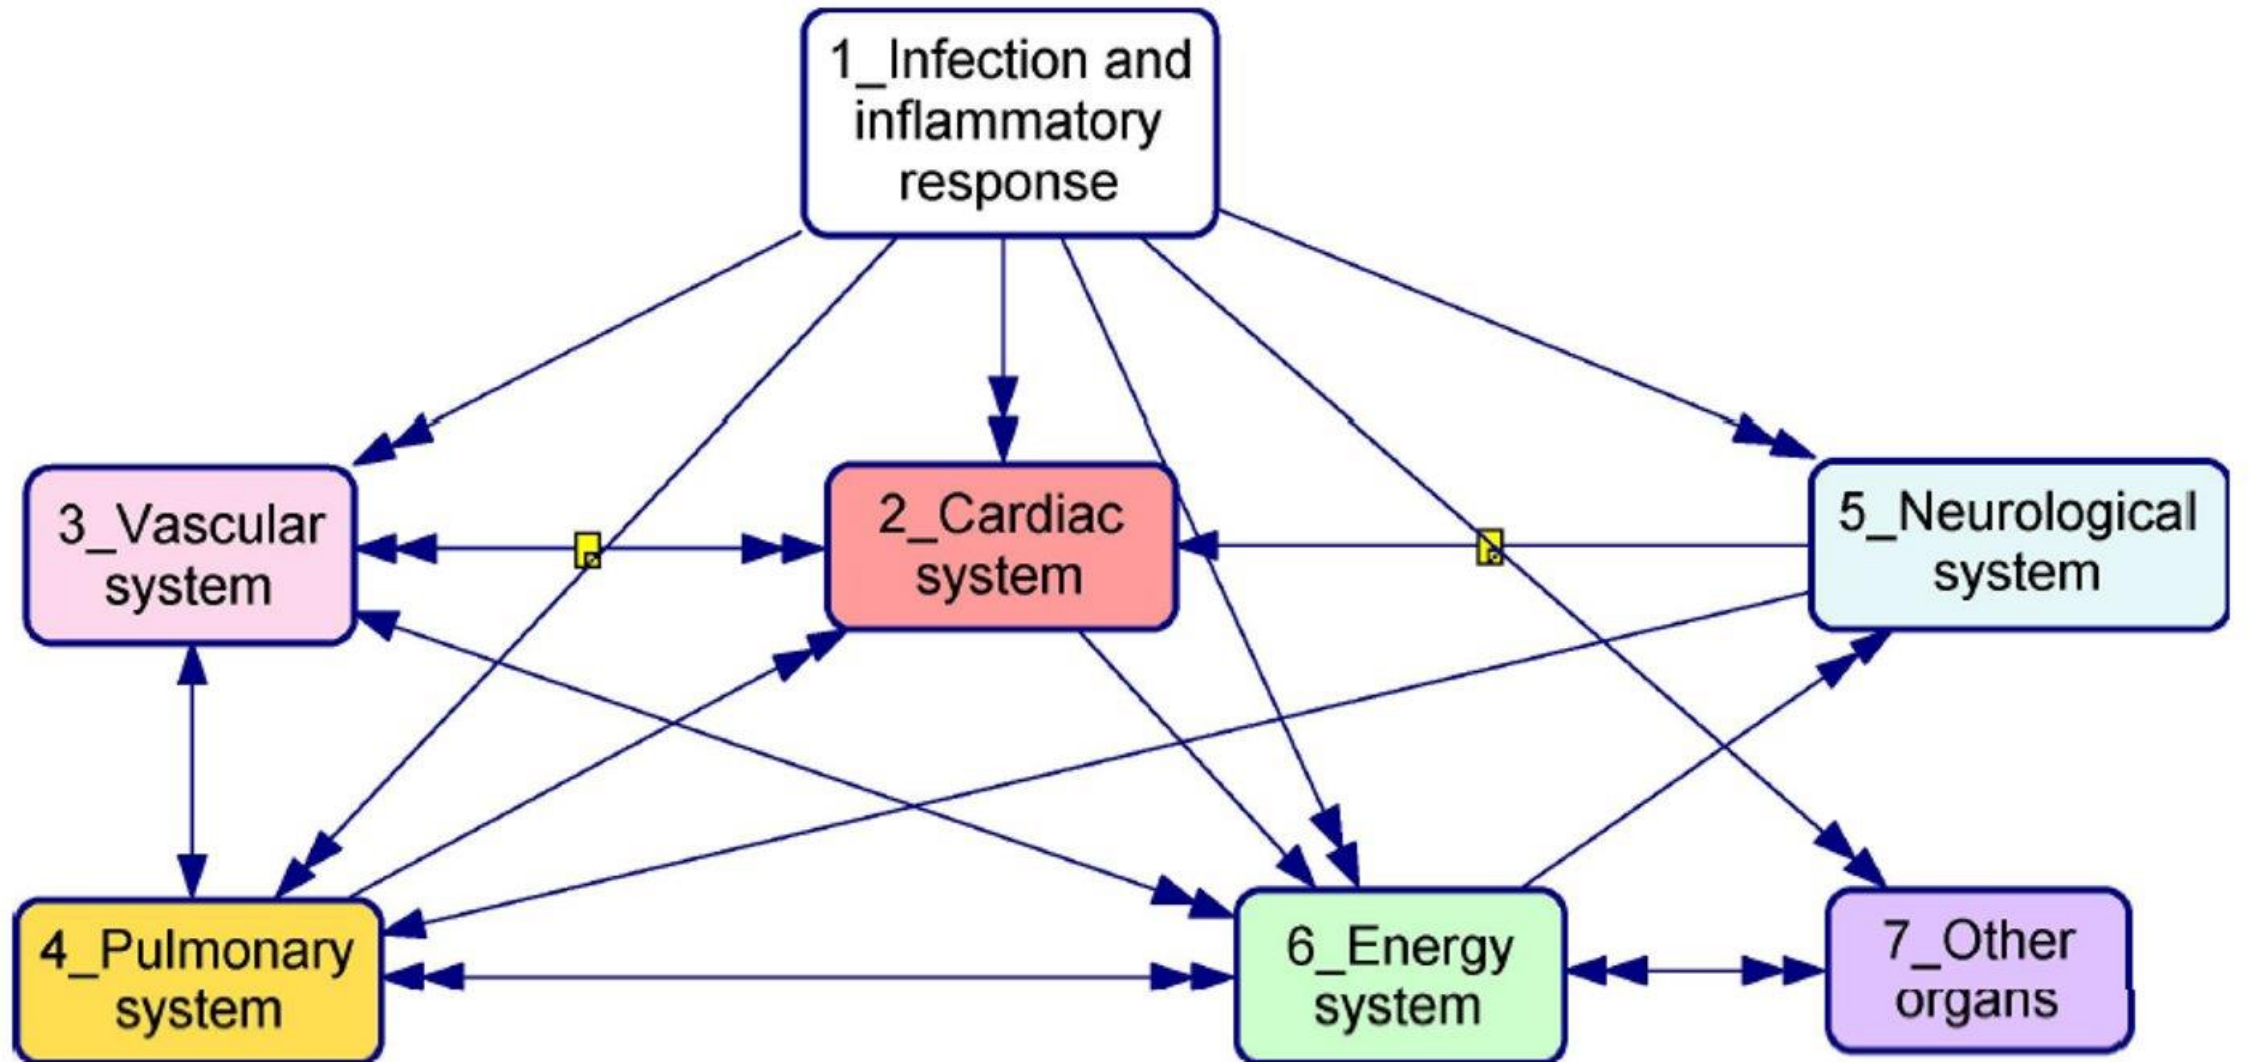 1_Infection and
inflammatory
response
3_Vascular
system
2_Cardiac
system
5_Neurological
system
4_Pulmonary
system
6_Energy
system
7_Other
organs